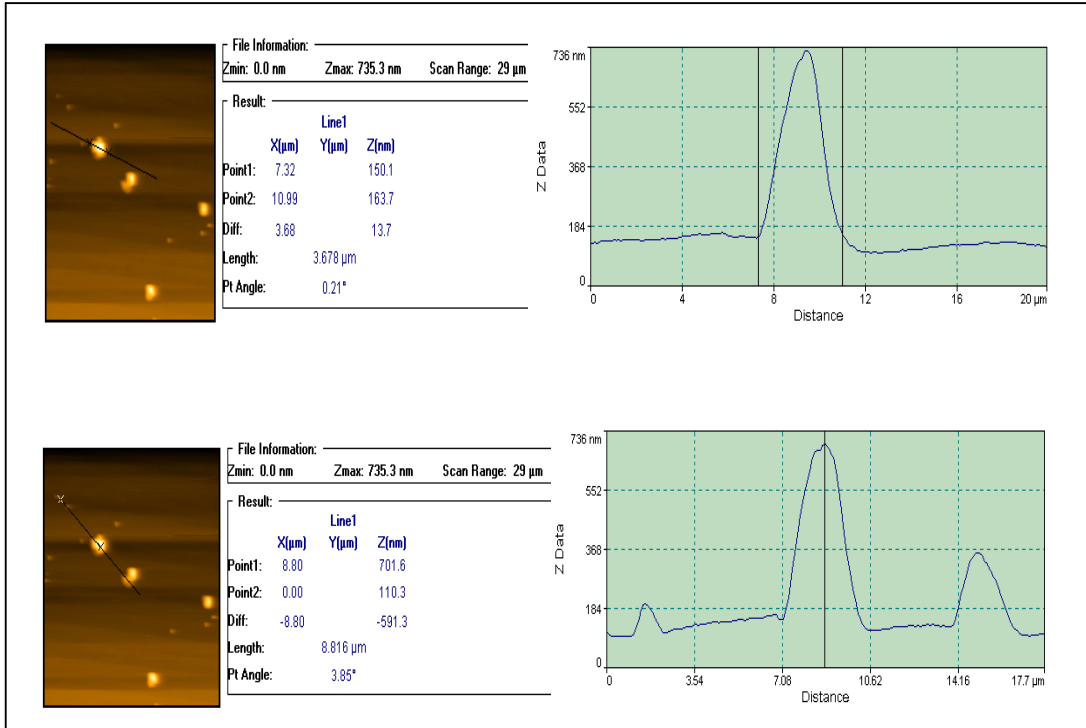 File Information:
Zmin: 0.0 nm Zmax: 735.3 nm Scan Range: 29 µm
Result:
Line1
X(µm) Y(µm) Z(nm)
Point1: 7.32 150.1
Point2: 10.99 163.7
Diff: 3.68 13.7
Length: 3.678 µm
Pt Angle: 0.21°
736 nm
552
368
184
0
Z Data
0 4 8 12 16 20 µm
Distance
File Information:
Zmin: 0.0 nm Zmax: 735.3 nm Scan Range: 29 µm
Result:
Line1
X(µm) Y(µm) Z(nm)
Point1: 8.80 701.6
Point2: 0.00 110.3
Diff: -8.80 -591.3
Length: 8.816 µm
Pt Angle: 3.85°
736 nm
552
368
184
0
Z Data
0 3.54 7.08 10.62 14.16 17.7 µm
Distance